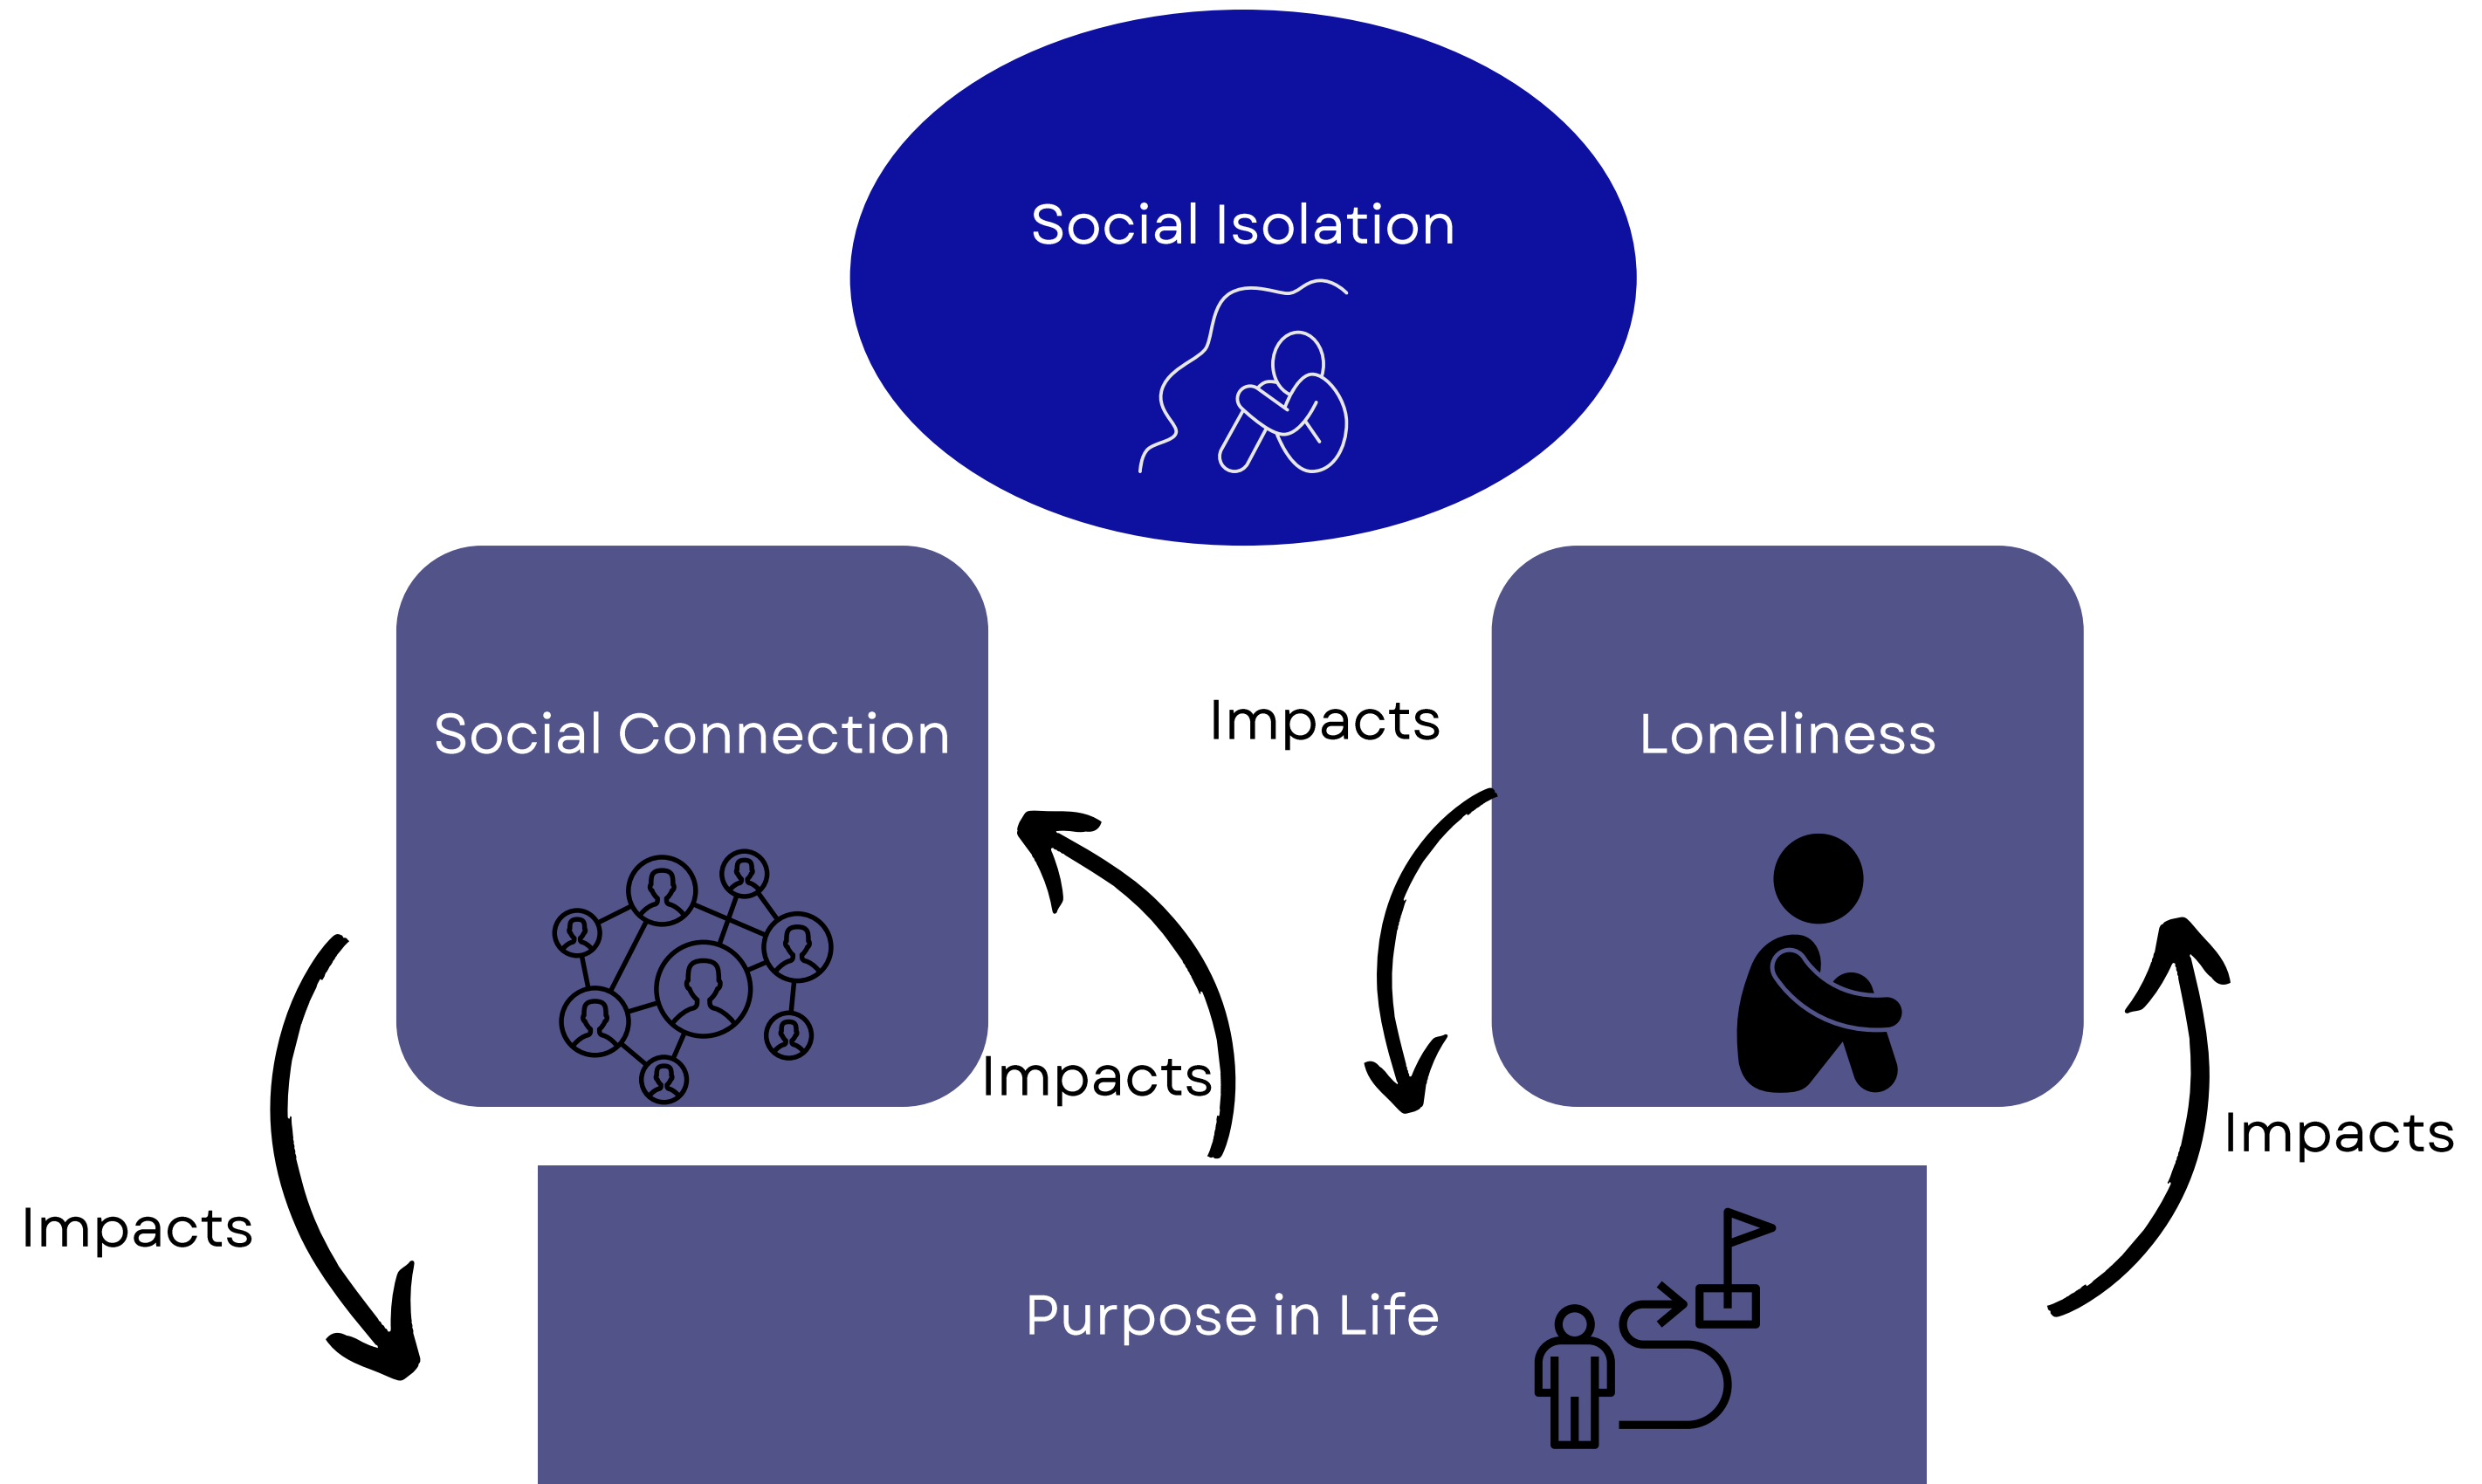 Social Isolation
Social Connection
Impacts
Loneliness
Impacts
Impacts
Impacts
Purpose in Life